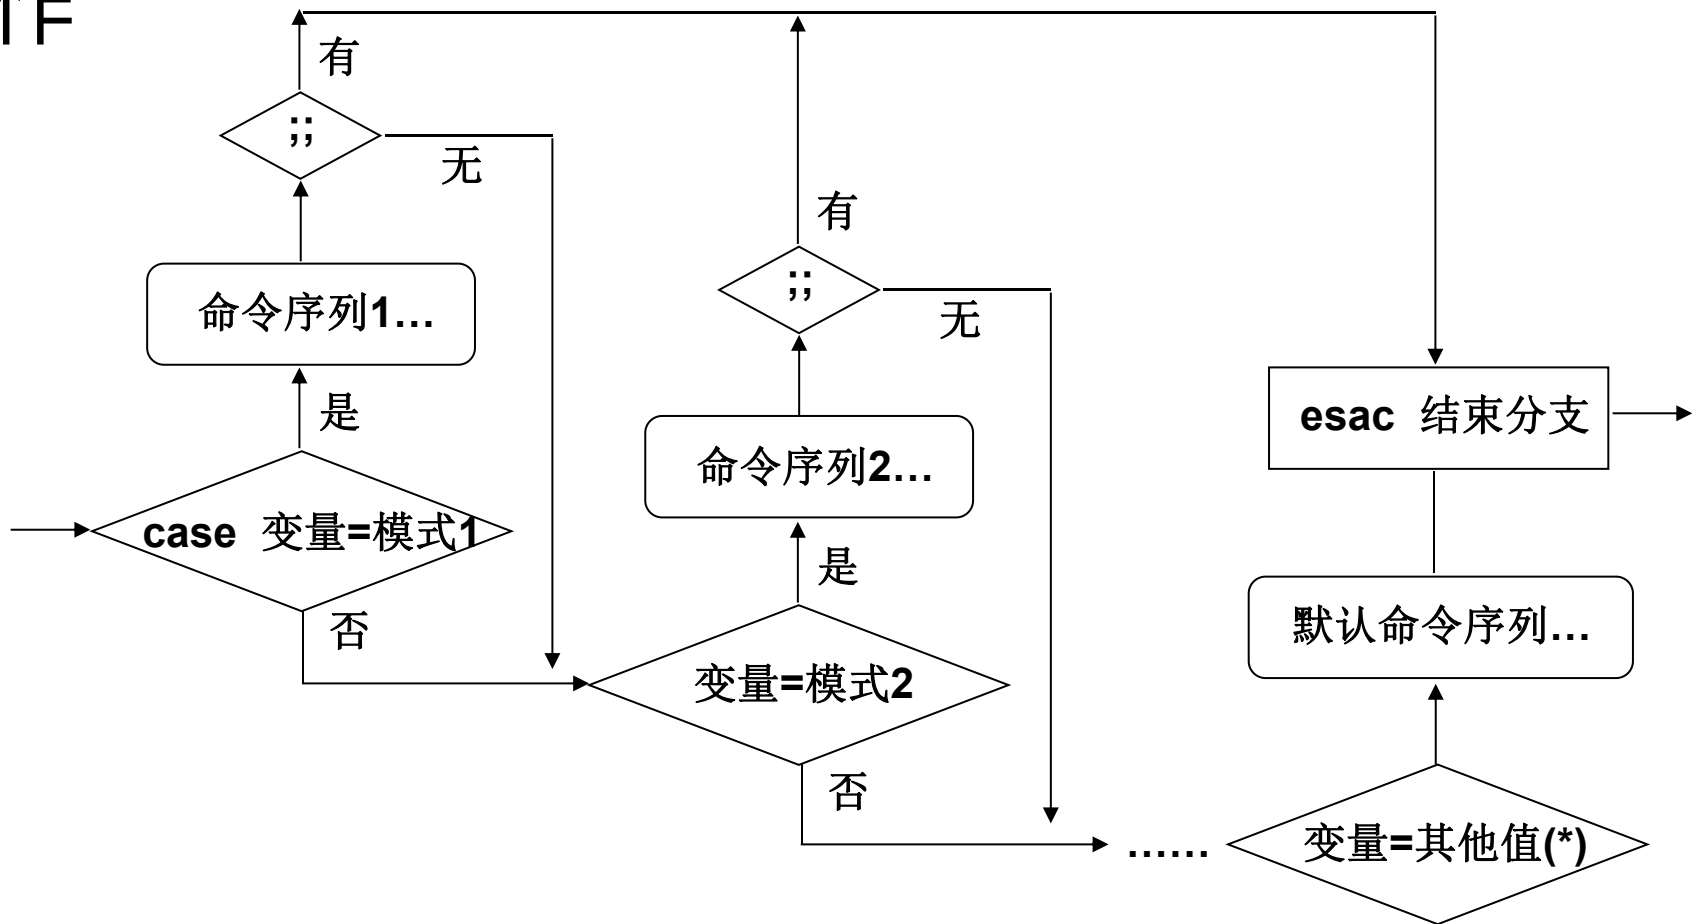 TF
有
;;
无
命令序列1…
是
case 变量=模式1
否
有
;;
无
命令序列2…
是
变量=模式2
否
……
esac 结束分支
默认命令序列…
变量=其他值(*)